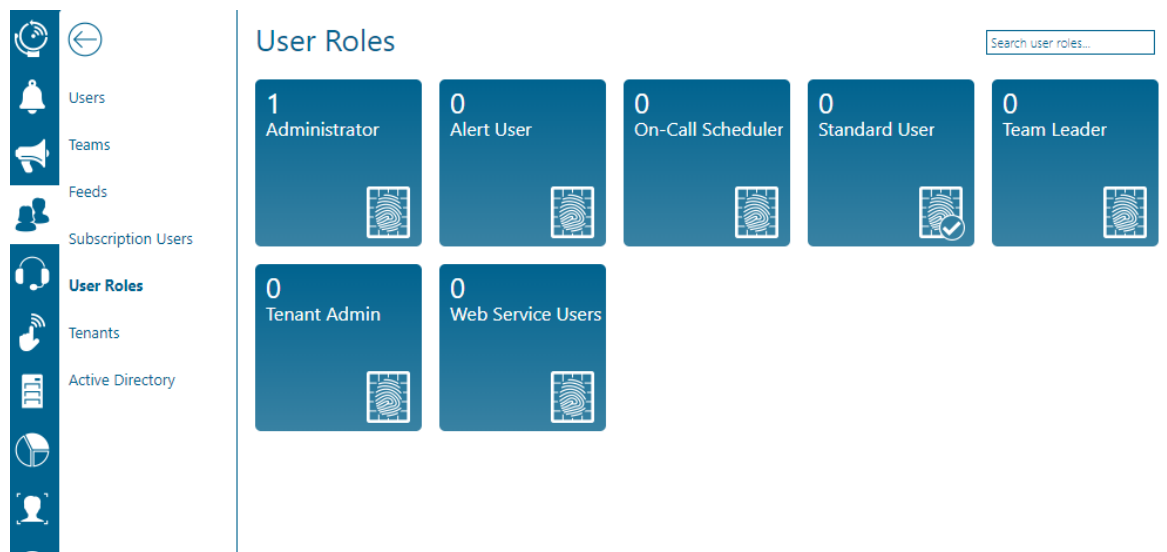 Users
Teams
Feeds
Subscription Users
User Roles
Tenants
Active Directory
User Roles
Search user roles...
1
Administrator
0
Alert User
0
On-Call Scheduler
0
Standard User
0
Team Leader
0
Tenant Admin
0
Web Service Users